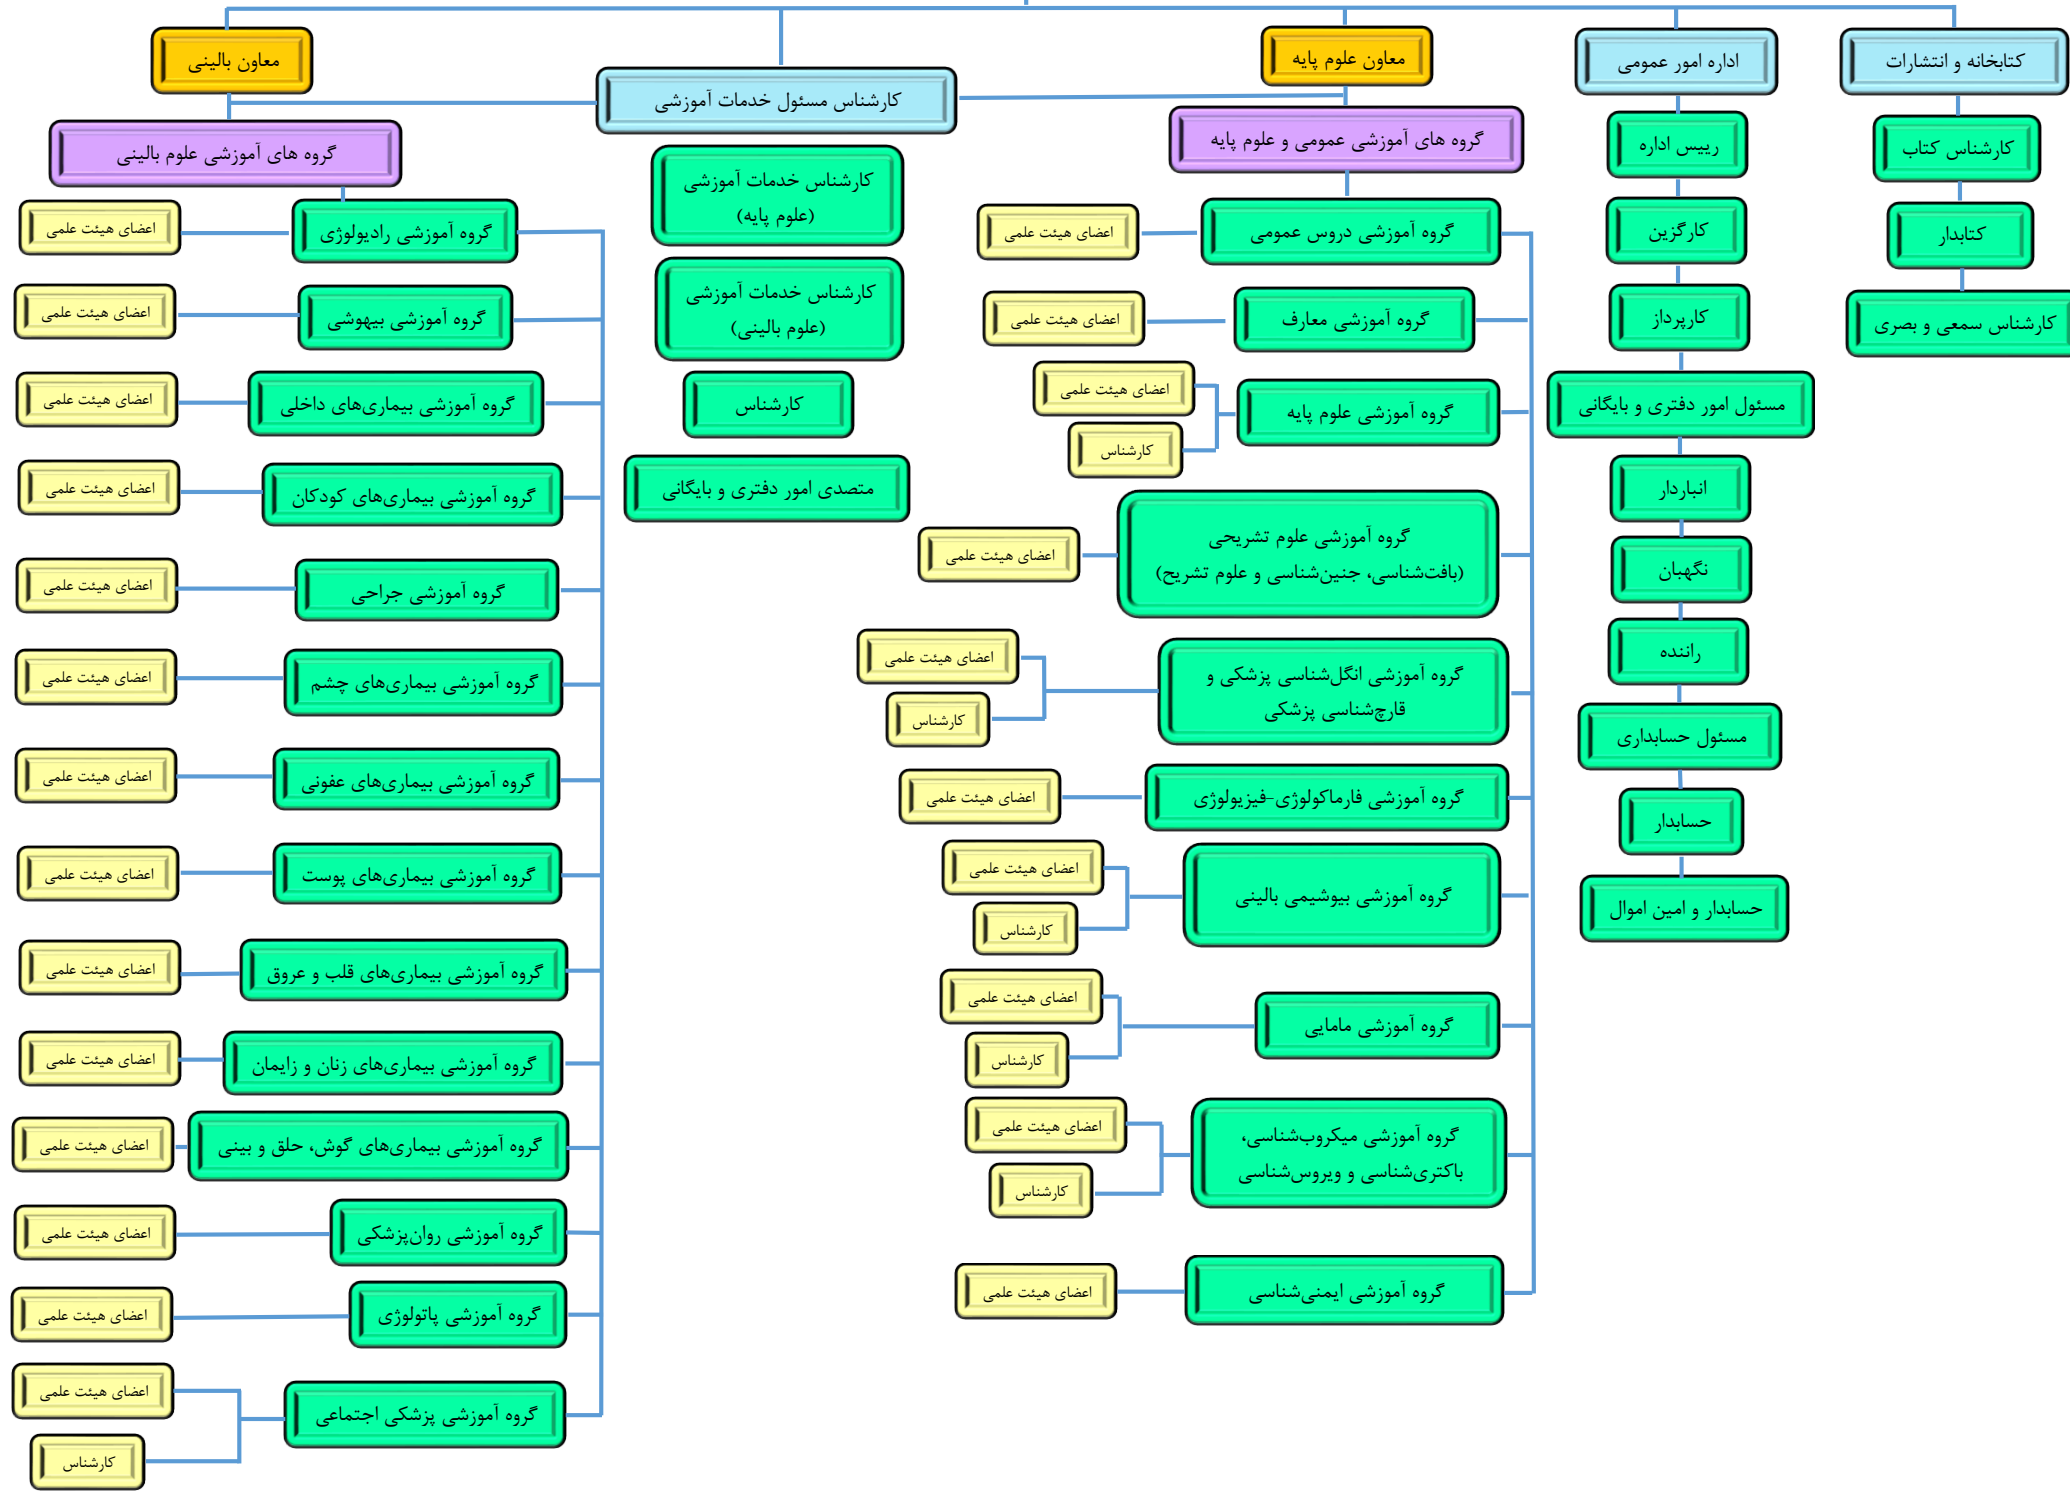 کتابخانه و انتشارات
کارشناس کتاب
کتابدار
کارشناس سمعی و بصری
اداره امور عمومی
رییس اداره
کارگزین
کارپرداز
مسئول امور دفتری و بایگانی
انباردار
نگهبان
راننده
مسئول حسابداری
حسابدار
حسابدار و امین اموال
معاون علوم پایه
گروه های آموزشی عمومی و علوم پایه
گروه آموزشی دروس عمومی
اعضای هیئت علمی
گروه آموزشی معارف
اعضای هیئت علمی
گروه آموزشی علوم پایه
اعضای هیئت علمی
کارشناس
گروه آموزشی علوم تشریحی
(بافت‌شناسی، جنین‌شناسی و علوم تشریح)
اعضای هیئت علمی
گروه آموزشی انگل‌شناسی پزشکی و
قارچ‌شناسی پزشکی
اعضای هیئت علمی
کارشناس
گروه آموزشی فارماکولوژی-فیزیولوژی
اعضای هیئت علمی
گروه آموزشی بیوشیمی بالینی
اعضای هیئت علمی
کارشناس
گروه آموزشی مامایی
اعضای هیئت علمی
کارشناس
گروه آموزشی میکروب‌شناسی،
باکتری‌شناسی و ویروس‌شناسی
اعضای هیئت علمی
کارشناس
گروه آموزشی ایمنی‌شناسی
اعضای هیئت علمی
کارشناس مسئول خدمات آموزشی
کارشناس خدمات آموزشی
(علوم پایه)
کارشناس خدمات آموزشی
(علوم بالینی)
کارشناس
متصدی امور دفتری و بایگانی
معاون بالینی
گروه های آموزشی علوم بالینی
گروه آموزشی رادیولوژی
اعضای هیئت علمی
گروه آموزشی بیهوشی
اعضای هیئت علمی
گروه آموزشی بیماری‌های داخلی
اعضای هیئت علمی
گروه آموزشی بیماری‌های کودکان
اعضای هیئت علمی
گروه آموزشی جراحی
اعضای هیئت علمی
گروه آموزشی بیماری‌های چشم
اعضای هیئت علمی
گروه آموزشی بیماری‌های عفونی
اعضای هیئت علمی
گروه آموزشی بیماری‌های پوست
اعضای هیئت علمی
گروه آموزشی بیماری‌های قلب و عروق
اعضای هیئت علمی
گروه آموزشی بیماری‌های زنان و زایمان
اعضای هیئت علمی
گروه آموزشی بیماری‌های گوش، حلق و بینی
اعضای هیئت علمی
گروه آموزشی روان‌پزشکی
اعضای هیئت علمی
گروه آموزشی پاتولوژی
اعضای هیئت علمی
گروه آموزشی پزشکی اجتماعی
اعضای هیئت علمی
کارشناس